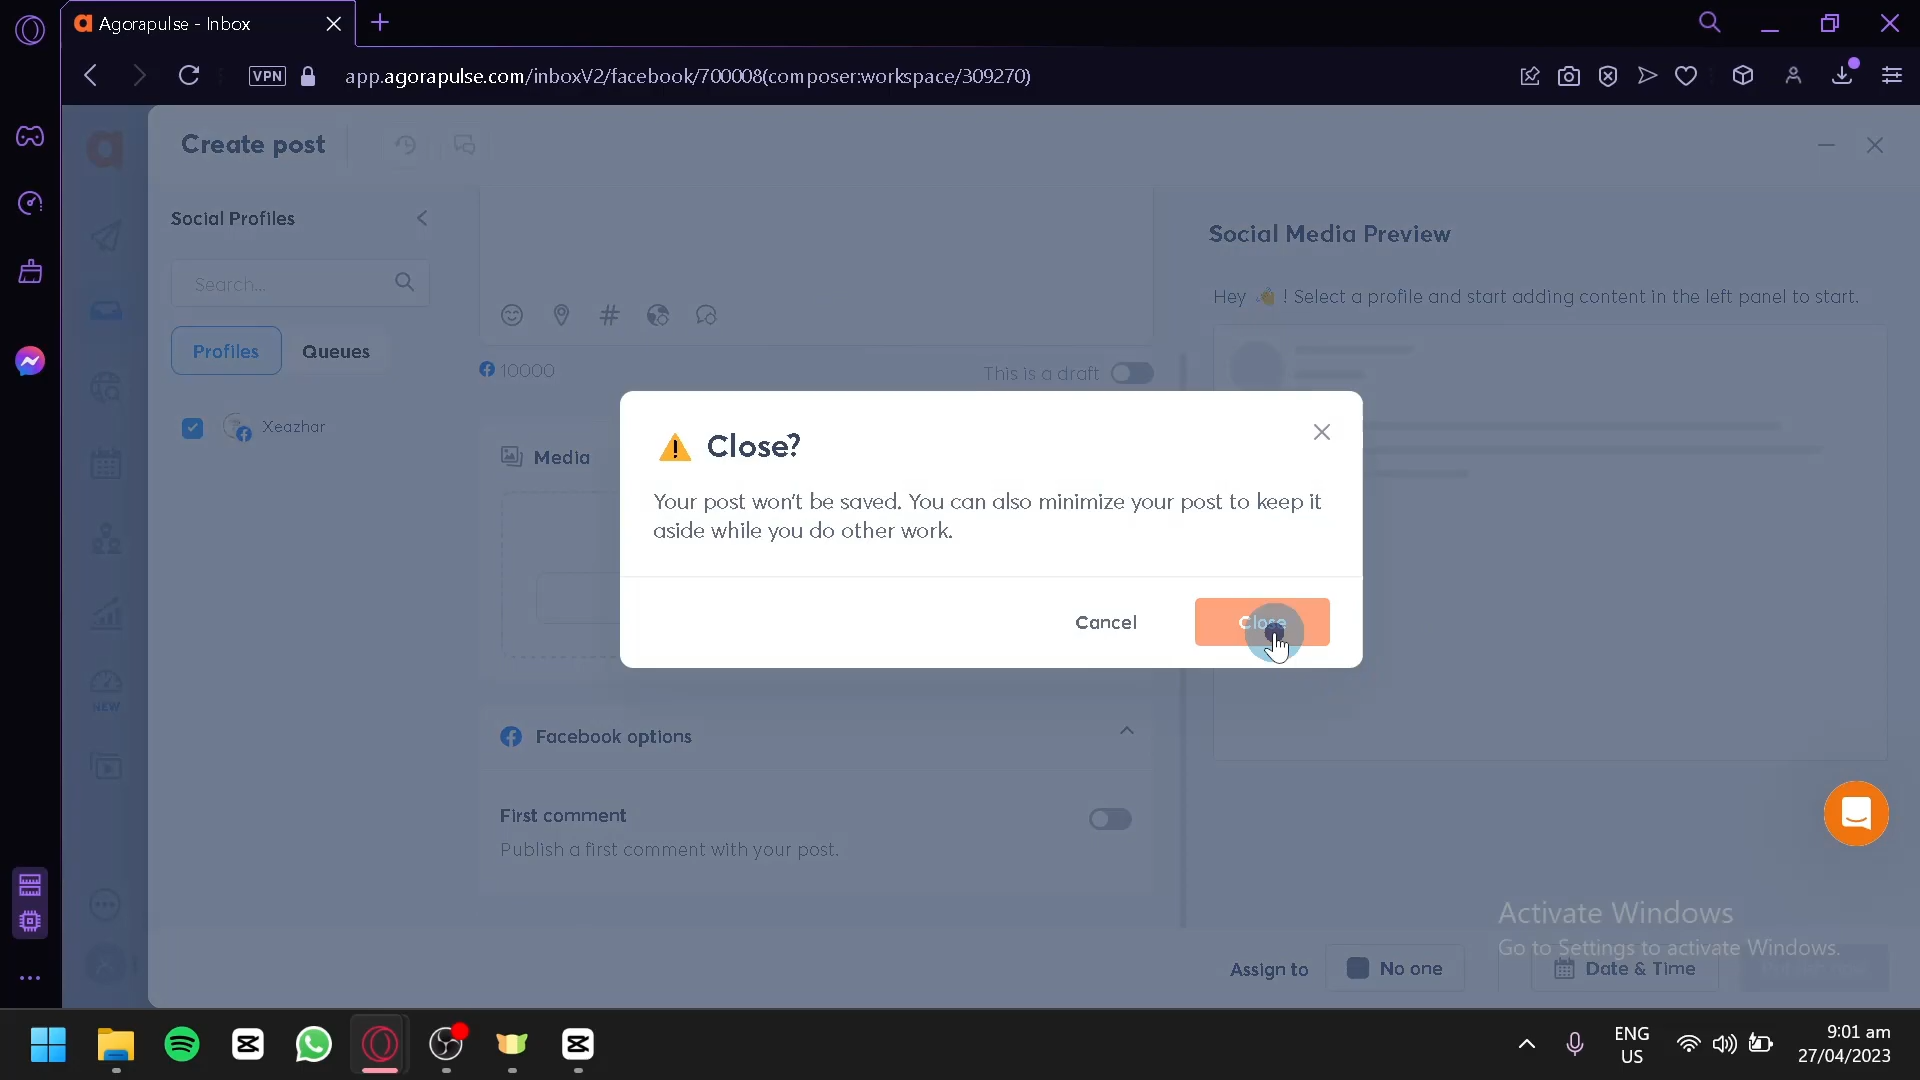 Agorapulse - Inbox
VPN
app.agorapulse.com/inboxV2/facebook/700008(composer:workspace/309270)
Create post
Social Profiles
Search...
Profiles
Queues
Xeazhar
10000
This is a draft
Media
Social Media Preview
Hey 👋 ! Select a profile and start adding content in the left panel to start.
Close?
Your post won't be saved. You can also minimize your post to keep it
aside while you do other work.
Cancel
Close
NEW
Facebook options
First comment
Publish a first comment with your post.
Activate Windows
Go to Settings to activate Windows.
Assign to
No one
Date & Time
ENG
US
9:01 am
27/04/2023